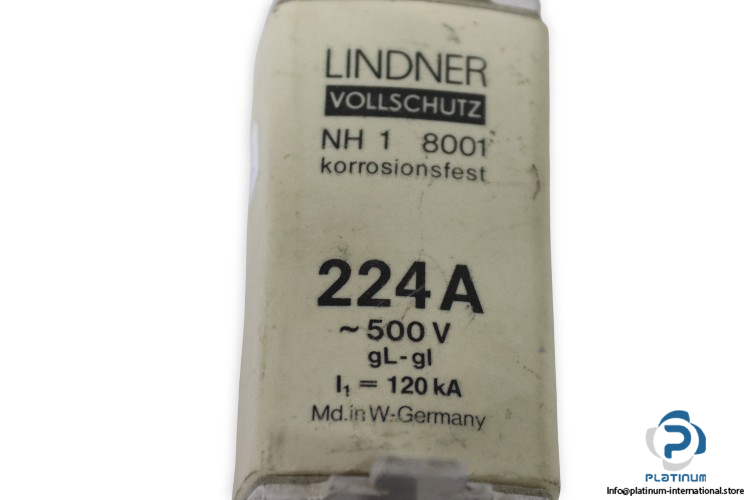 LINDNER
VOLLSCHUTZ
NH 1 8001
korrosionsfest
224 A
~ 500 V
gL-gl
I₁ = 120 kA
Md.in W-Germany
PLATINUM
Info@platinum-international.store